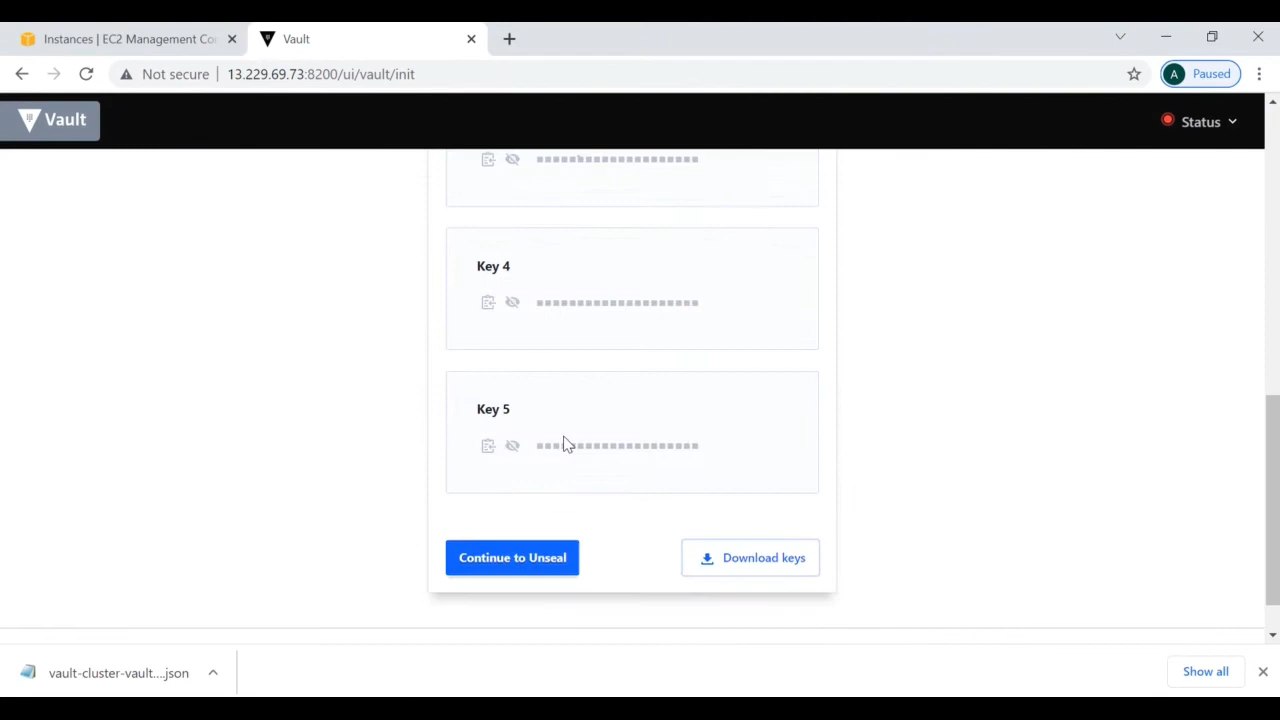 Instances | EC2 Management Co
Vault
Not secure
13.229.69.73:8200/ui/vault/init
A
Paused
Vault
Status
Key 4
Key 5
Continue to Unseal
Download keys
vault-cluster-vault....json
Show all